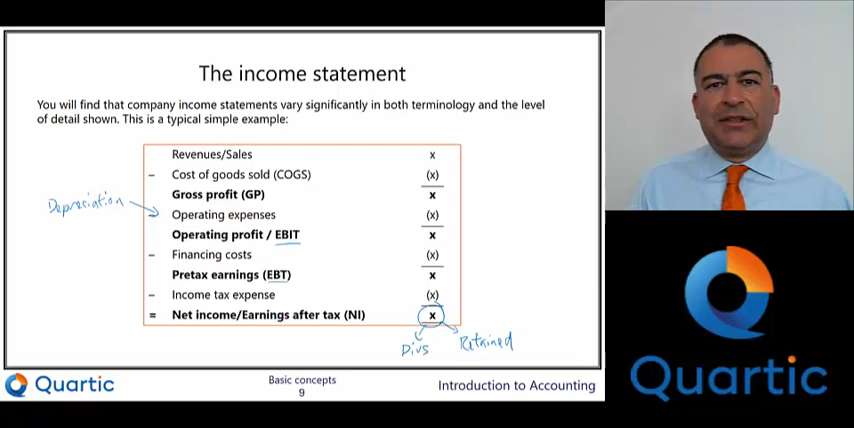 The income statement
You will find that company income statements vary significantly in both terminology and the level
of detail shown. This is a typical simple example:
Revenues/Sales x
– Cost of goods sold (COGS) (x)
Gross profit (GP) x
Depreciation
– Operating expenses (x)
Operating profit / EBIT x
– Financing costs (x)
Pretax earnings (EBT) x
– Income tax expense (x)
= Net income/Earnings after tax (NI) x
Divs Retained
Quartic
Basic concepts
9
Introduction to Accounting
Quartic